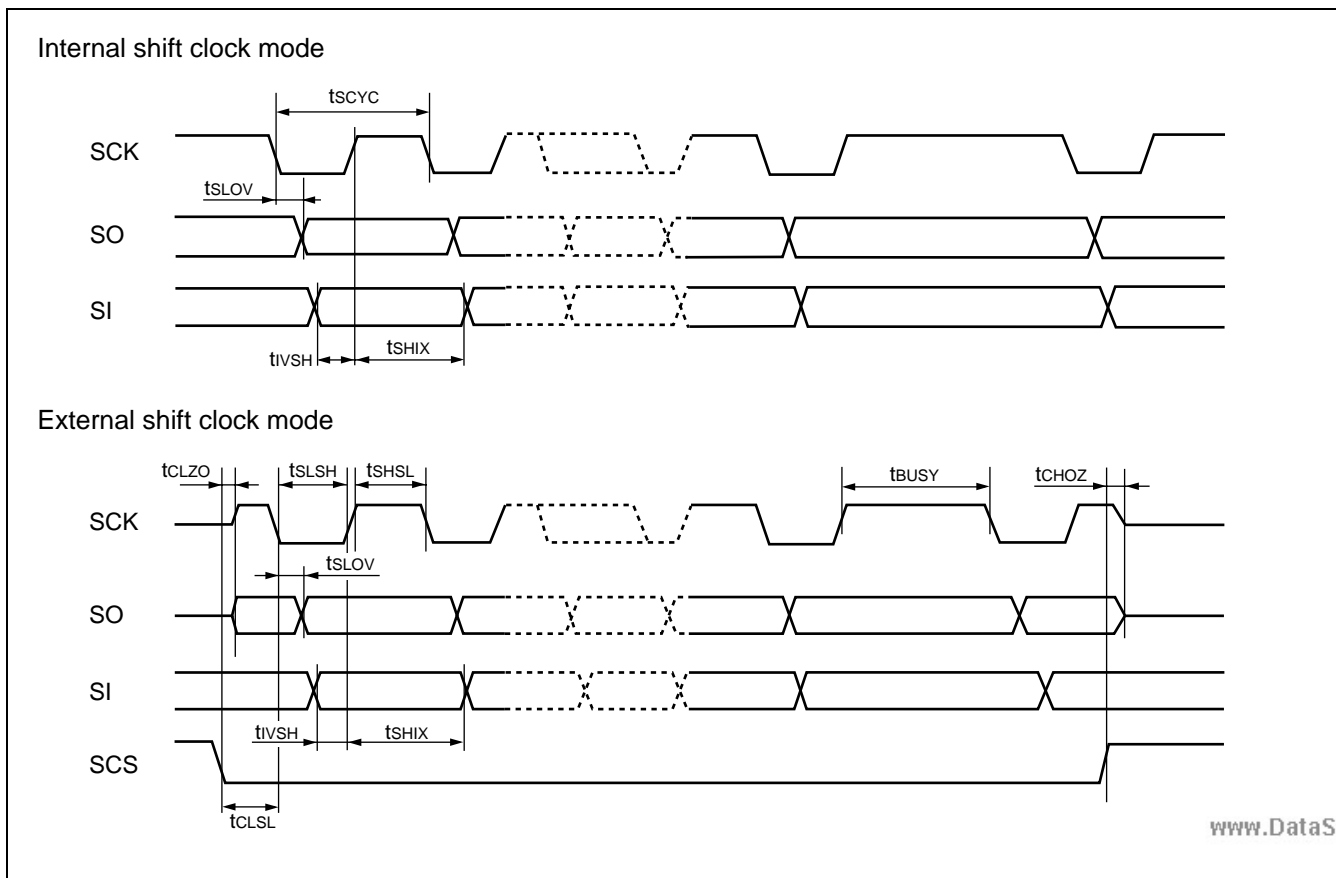 Internal shift clock mode
tSCYC
SCK
tSLOV
SO
SI
tIVSH tSHIX
External shift clock mode
tCLZO tSLSH tSHSL tBUSY tCHOZ
SCK
tSLOV
SO
SI
tIVSH tSHIX
SCS
tCLSL
www.DataS